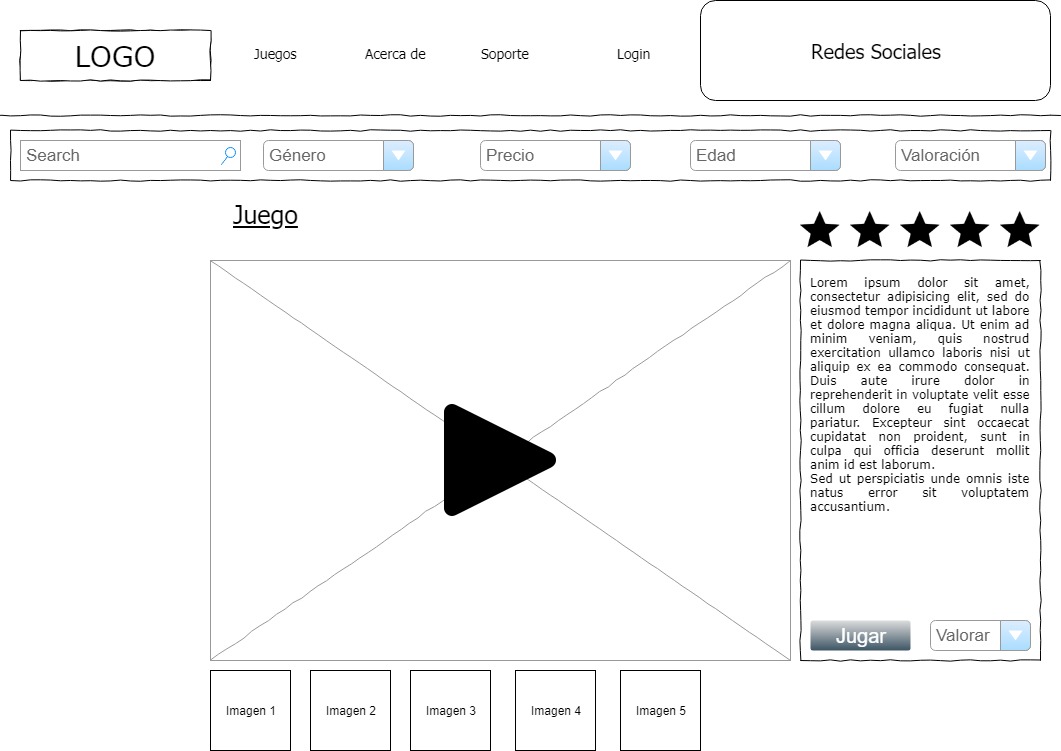 LOGO
Juegos
Acerca de
Soporte
Login
Redes Sociales
Search
Género
Precio
Edad
Valoración
Juego
Lorem ipsum dolor sit amet,
consectetur adipisicing elit, sed do
eiusmod tempor incididunt ut labore
et dolore magna aliqua. Ut enim ad
minim veniam, quis nostrud
exercitation ullamco laboris nisi ut
aliquip ex ea commodo consequat.
Duis aute irure dolor in
reprehenderit in voluptate velit esse
cillum dolore eu fugiat nulla
pariatur. Excepteur sint occaecat
cupidatat non proident, sunt in
culpa qui officia deserunt mollit
anim id est laborum.
Sed ut perspiciatis unde omnis iste
natus error sit voluptatem
accusantium.
Jugar
Valorar
Imagen 1
Imagen 2
Imagen 3
Imagen 4
Imagen 5